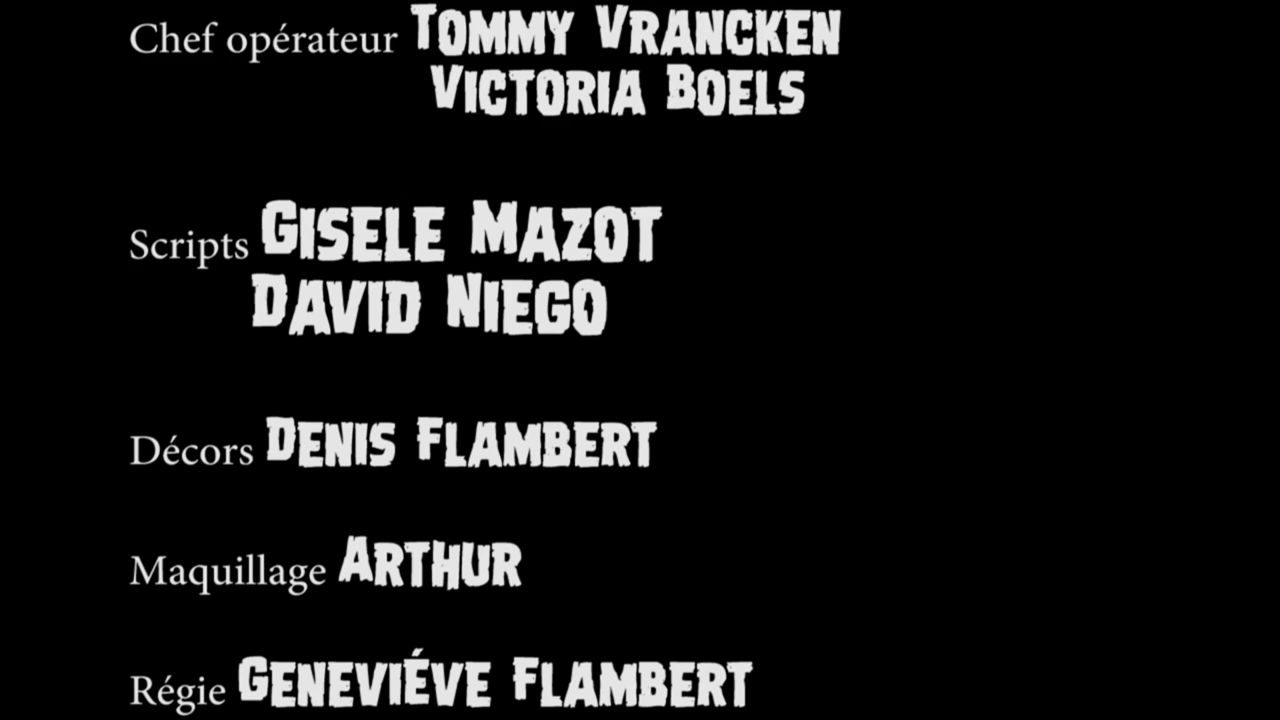 Chef opérateur Tommy Vrancken
Victoria Boels
Scripts Gisele Mazot
David Niego
Décors Denis Flambert
Maquillage Arthur
Régie Geneviéve Flambert